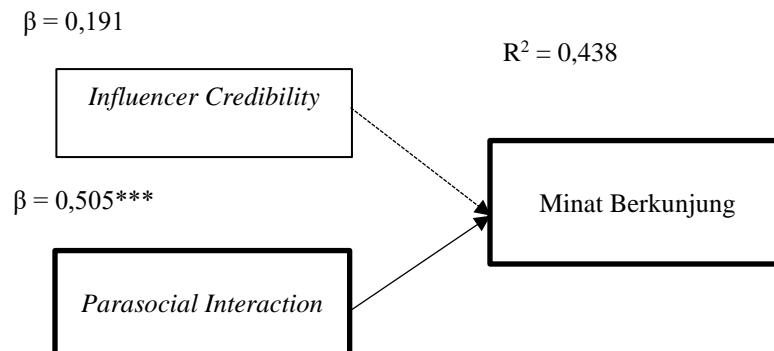 β = 0,191
R² = 0,438
Influencer Credibility
β = 0,505***
Minat Berkunjung
Parasocial Interaction